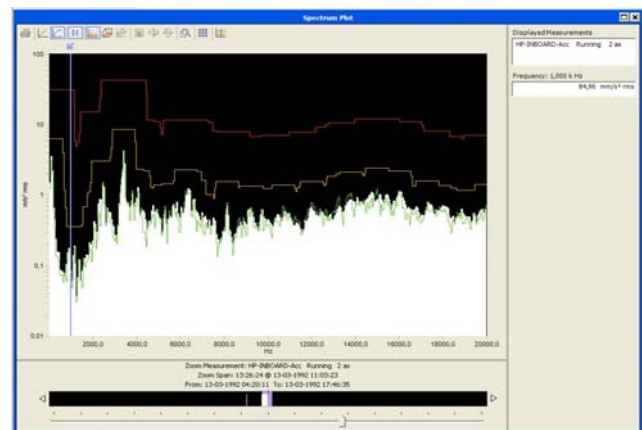 Spectrum Plot
Displayed Measurements
HP-INBOARD-Acc Running 2 as
Frequency: 1,000 k Hz
84,96 mm/s² rms
100
10
1
0,1
0,01
m/s² rms
2000,0 4000,0 6000,0 8000,0 10000,0 12000,0 14000,0 16000,0 18000,0 20000,0
Hz
Zoom Measurement: HP-INBOARD-Acc Running 2 as
Zoom Span: 13:26:24 @ 13-03-1992 11:03:23
From: 13-03-1992 04:20:11 To: 13-03-1992 17:46:35